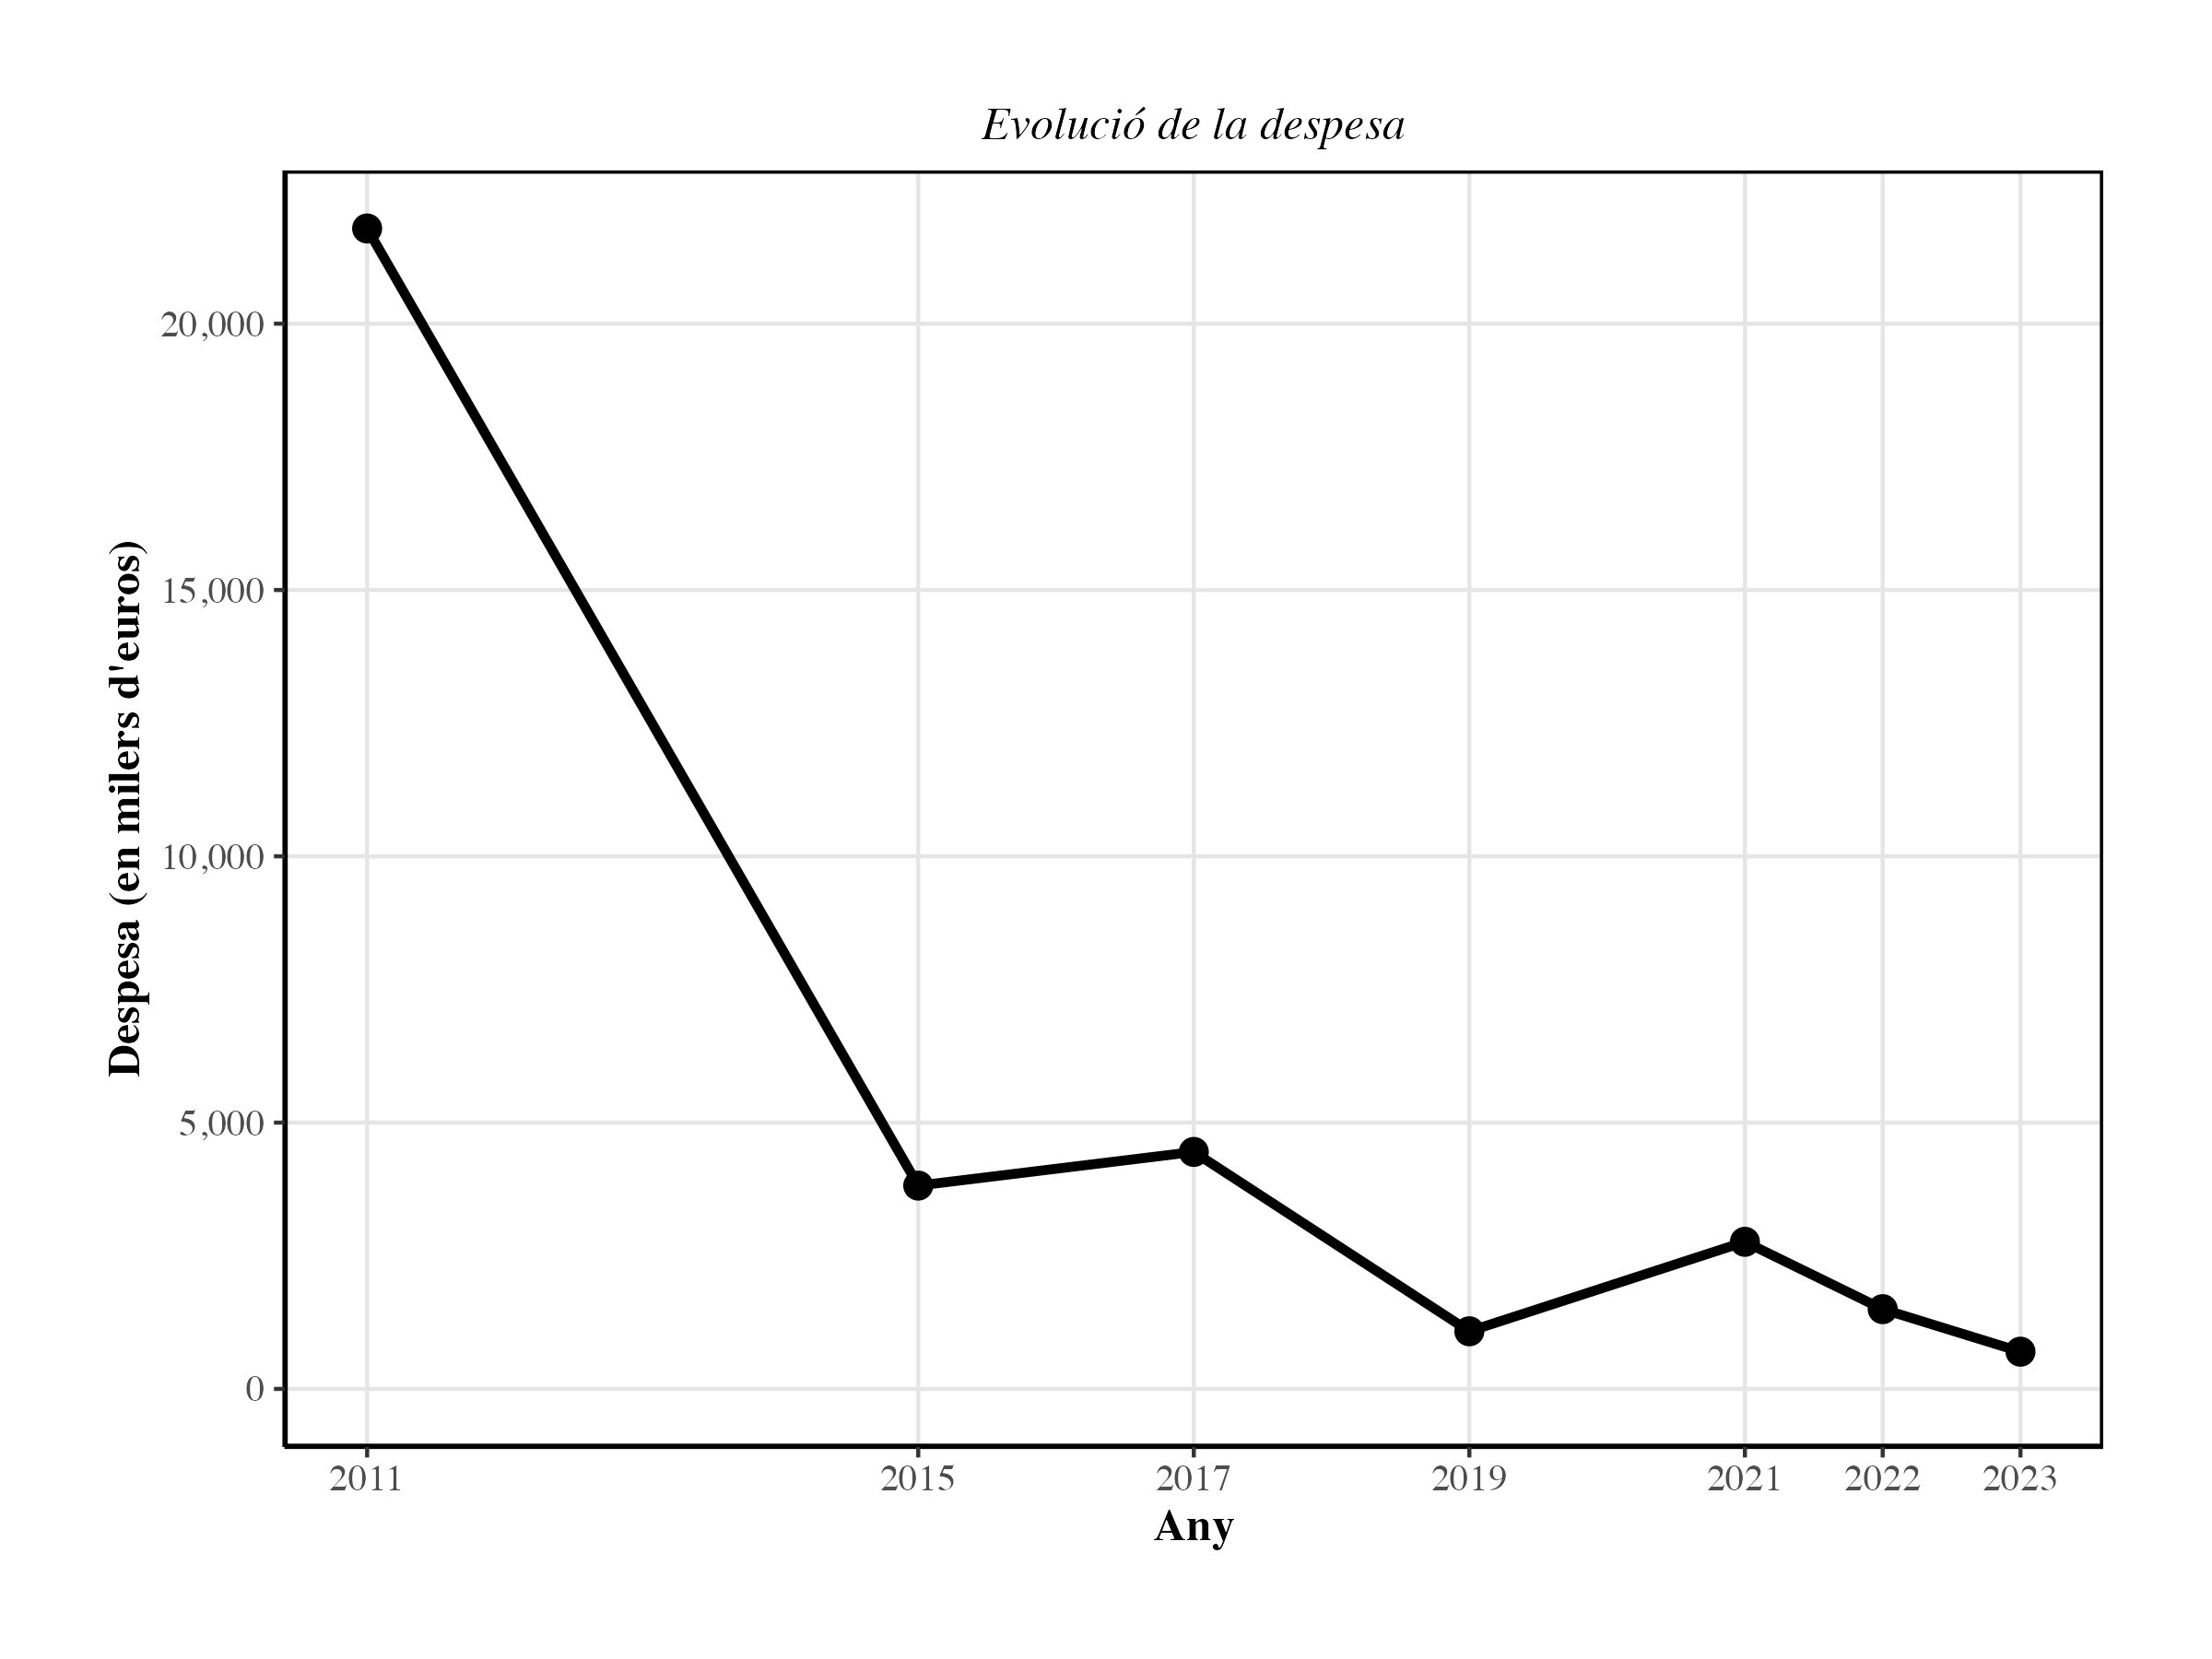 Evolució de la despesa
Despesa (en milers d'euros)
20,000
15,000
10,000
5,000
0
2011 2015 2017 2019 2021 2022 2023
Any